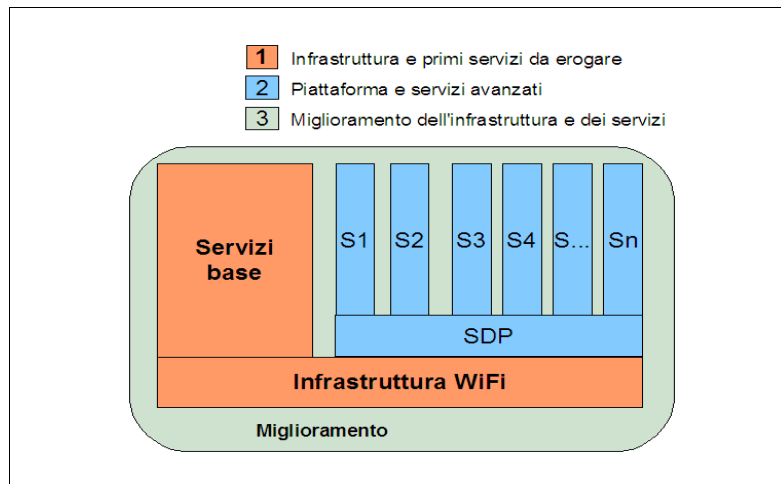 1 Infrastruttura e primi servizi da erogare
2 Piattaforma e servizi avanzati
3 Miglioramento dell'infrastruttura e dei servizi
Servizi
base
S1 S2 S3 S4 S... Sn
SDP
Infrastruttura WiFi
Miglioramento